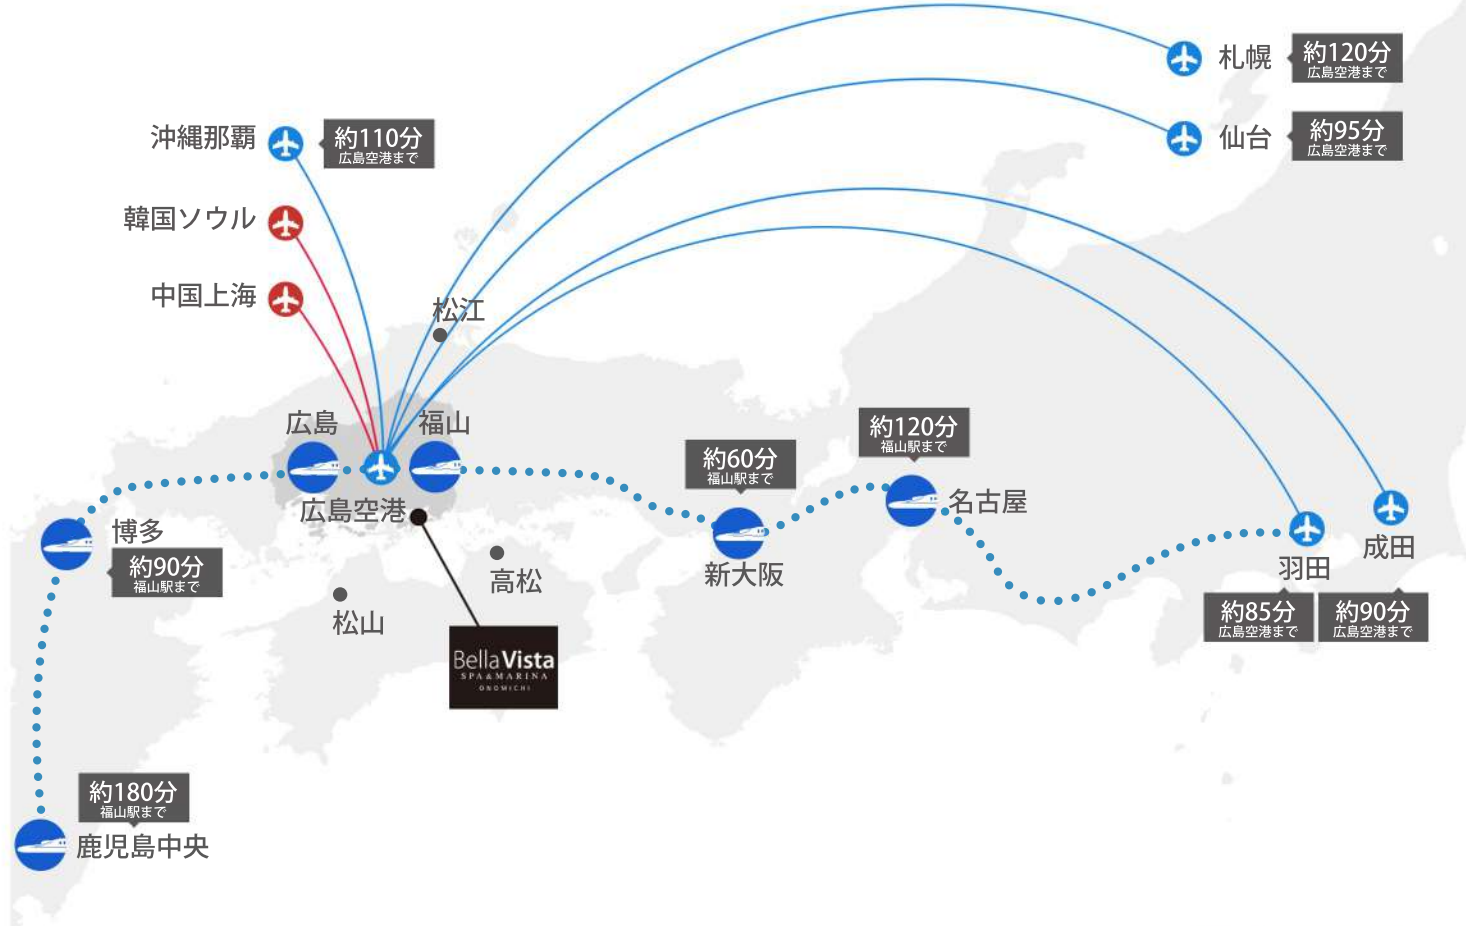 札幌
約120分
広島空港まで
仙台
約95分
広島空港まで
沖縄那覇
約110分
広島空港まで
韓国ソウル
中国上海
松江
広島
福山
広島空港
約120分
福山駅まで
名古屋
約60分
福山駅まで
新大阪
成田
羽田
約85分
広島空港まで
約90分
広島空港まで
博多
約90分
福山駅まで
高松
松山
BellaVista
SPA&MARINA
ONOMICHI
約180分
福山駅まで
鹿児島中央